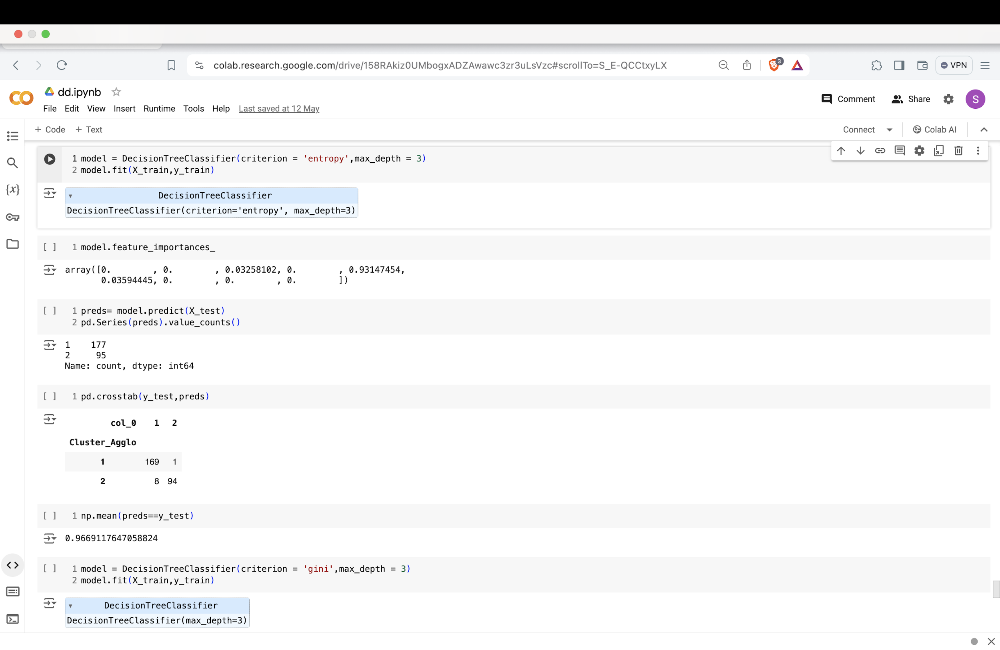 colab.research.google.com/drive/158RAkiz0UMbogxADZAwawc3zr3uLsVzc#scrollTo=S_E-QCCtxyLX
3
VPN
CO
dd.ipynb
Comment
Share
S
File Edit View Insert Runtime Tools Help Last saved at 12 May
+ Code + Text
Connect
Colab AI
1 model = DecisionTreeClassifier(criterion = 'entropy',max_depth = 3)
2 model.fit(X_train,y_train)
{x}
DecisionTreeClassifier
DecisionTreeClassifier(criterion='entropy', max_depth=3)
[ ] 1 model.feature_importances_
array([0.        , 0.        , 0.03258102, 0.        , 0.93147454,
       0.03594445, 0.        , 0.        , 0.        ])
[ ] 1 preds= model.predict(X_test)
2 pd.Series(preds).value_counts()
1    177
2     95
Name: count, dtype: int64
[ ] 1 pd.crosstab(y_test,preds)
col_0 1 2
Cluster_Agglo
1 169 1
2 8 94
[ ] 1 np.mean(preds==y_test)
0.9669117647058824
[ ] 1 model = DecisionTreeClassifier(criterion = 'gini',max_depth = 3)
2 model.fit(X_train,y_train)
DecisionTreeClassifier
DecisionTreeClassifier(max_depth=3)